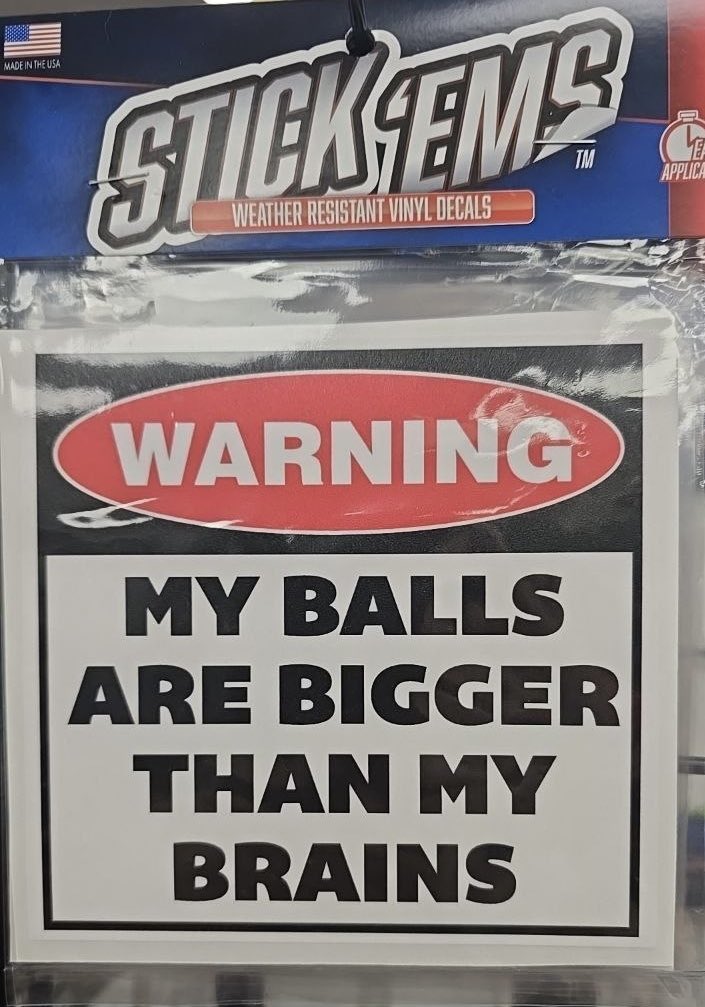 MADE IN THE USA
STICK 'EMS
TM
WEATHER RESISTANT VINYL DECALS
WARNING
MY BALLS
ARE BIGGER
THAN MY
BRAINS